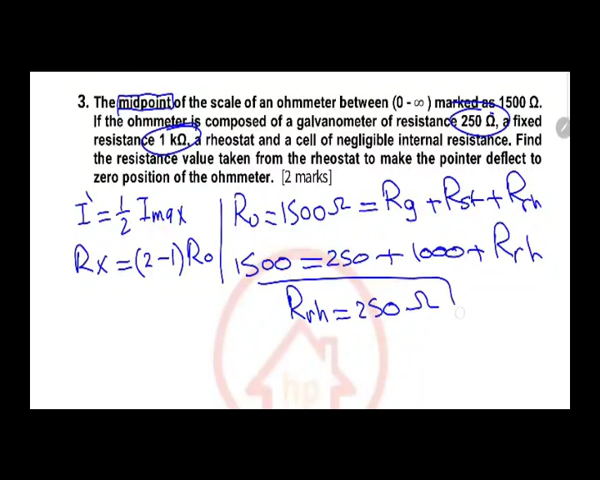 3. The midpoint of the scale of an ohmmeter between (0 - ∞ ) marked as 1500 Ω.
If the ohmmeter is composed of a galvanometer of resistance 250 Ω, a fixed
resistance 1 kΩ, a rheostat and a cell of negligible internal resistance. Find
the resistance value taken from the rheostat to make the pointer deflect to
zero position of the ohmmeter. [2 marks]
I' = 1/2 Imax
Rx = (2-1) Ro
Ro = 1500 Ω = Rg + Rst + Rrh
1500 = 250 + 1000 + Rrh
Rrh = 250 Ω
hp